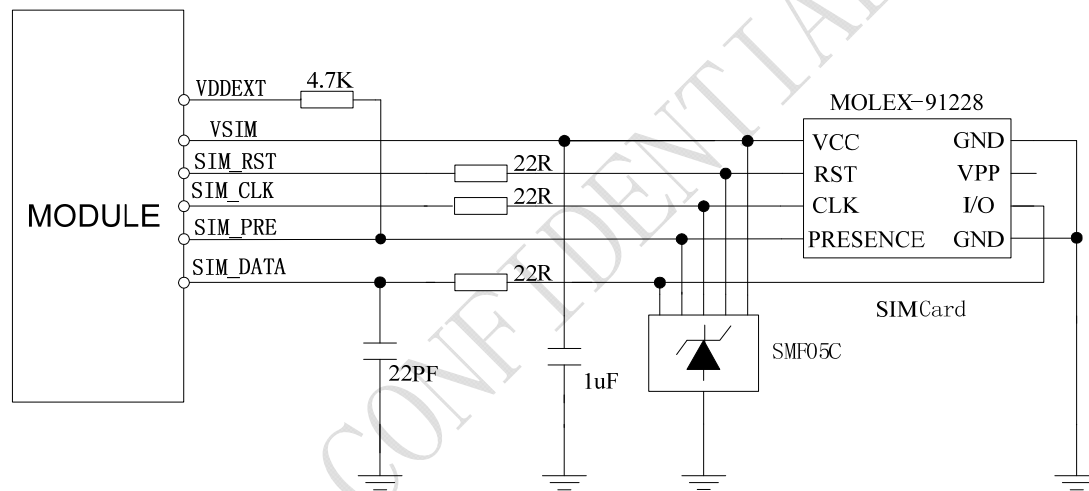 VDDEXT
4.7K
VSIM
SIM_RST
22R
SIM_CLK
22R
MODULE
SIM_PRE
SIM_DATA
22R
22PF
1uF
MOLEX-91228
VCC
GND
RST
VPP
CLK
I/O
PRESENCE
GND
SIMCard
SMF05C
CONFIDENTIAL